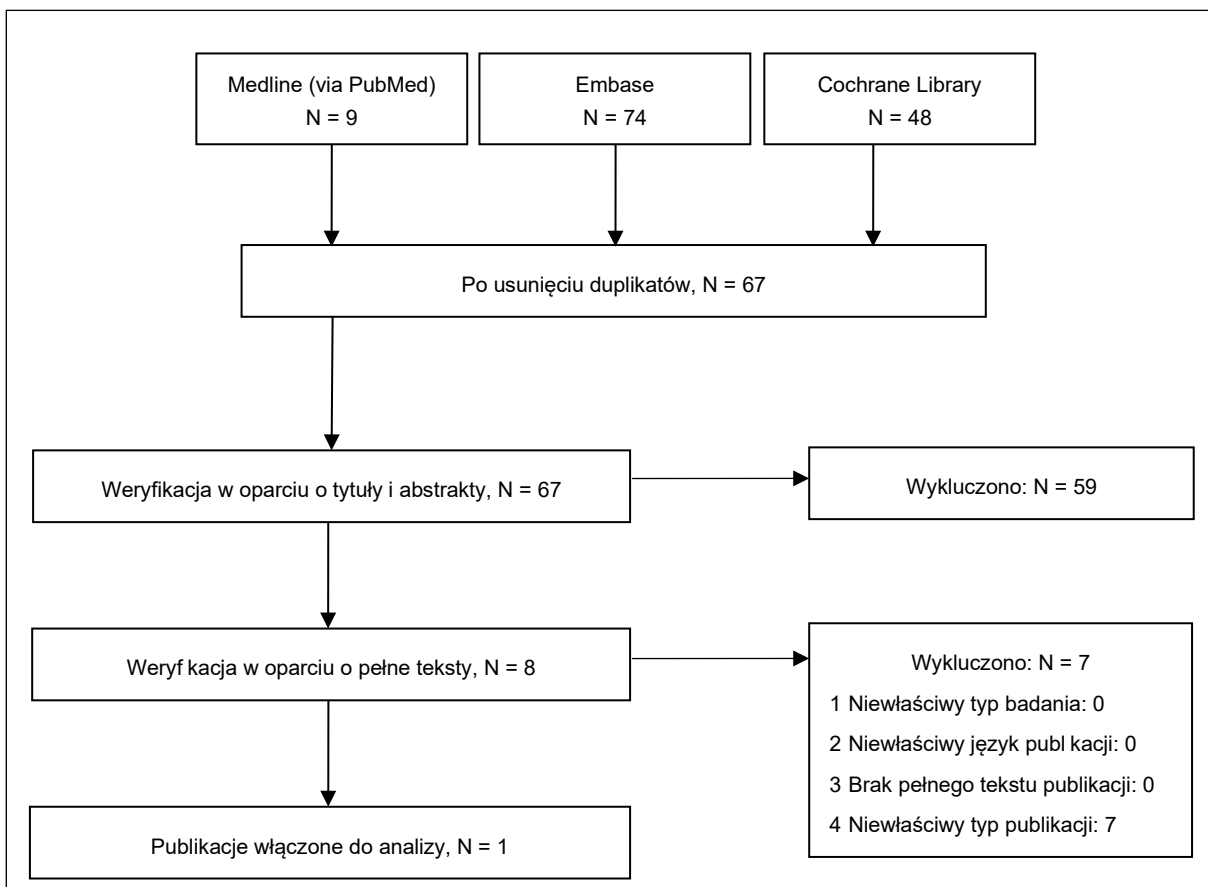 Medline (via PubMed)
N = 9
Embase
N = 74
Cochrane Library
N = 48
Po usunięciu duplikatów, N = 67
Weryfikacja w oparciu o tytuły i abstrakty, N = 67
Wykluczono: N = 59
Weryf kacja w oparciu o pełne teksty, N = 8
Wykluczono: N = 7
1 Niewłaściwy typ badania: 0
2 Niewłaściwy język publ kacji: 0
3 Brak pełnego tekstu publikacji: 0
4 Niewłaściwy typ publikacji: 7
Publikacje włączone do analizy, N = 1